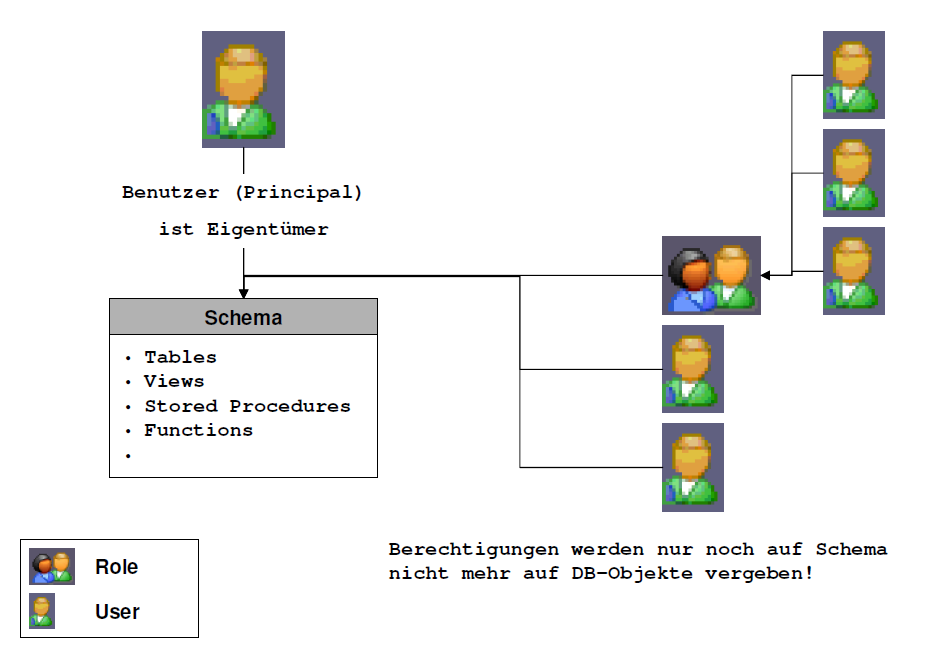 Benutzer (Principal)
ist Eigentümer
Schema
• Tables
• Views
• Stored Procedures
• Functions
•
Berechtigungen werden nur noch auf Schema
nicht mehr auf DB-Objekte vergeben!
Role
User